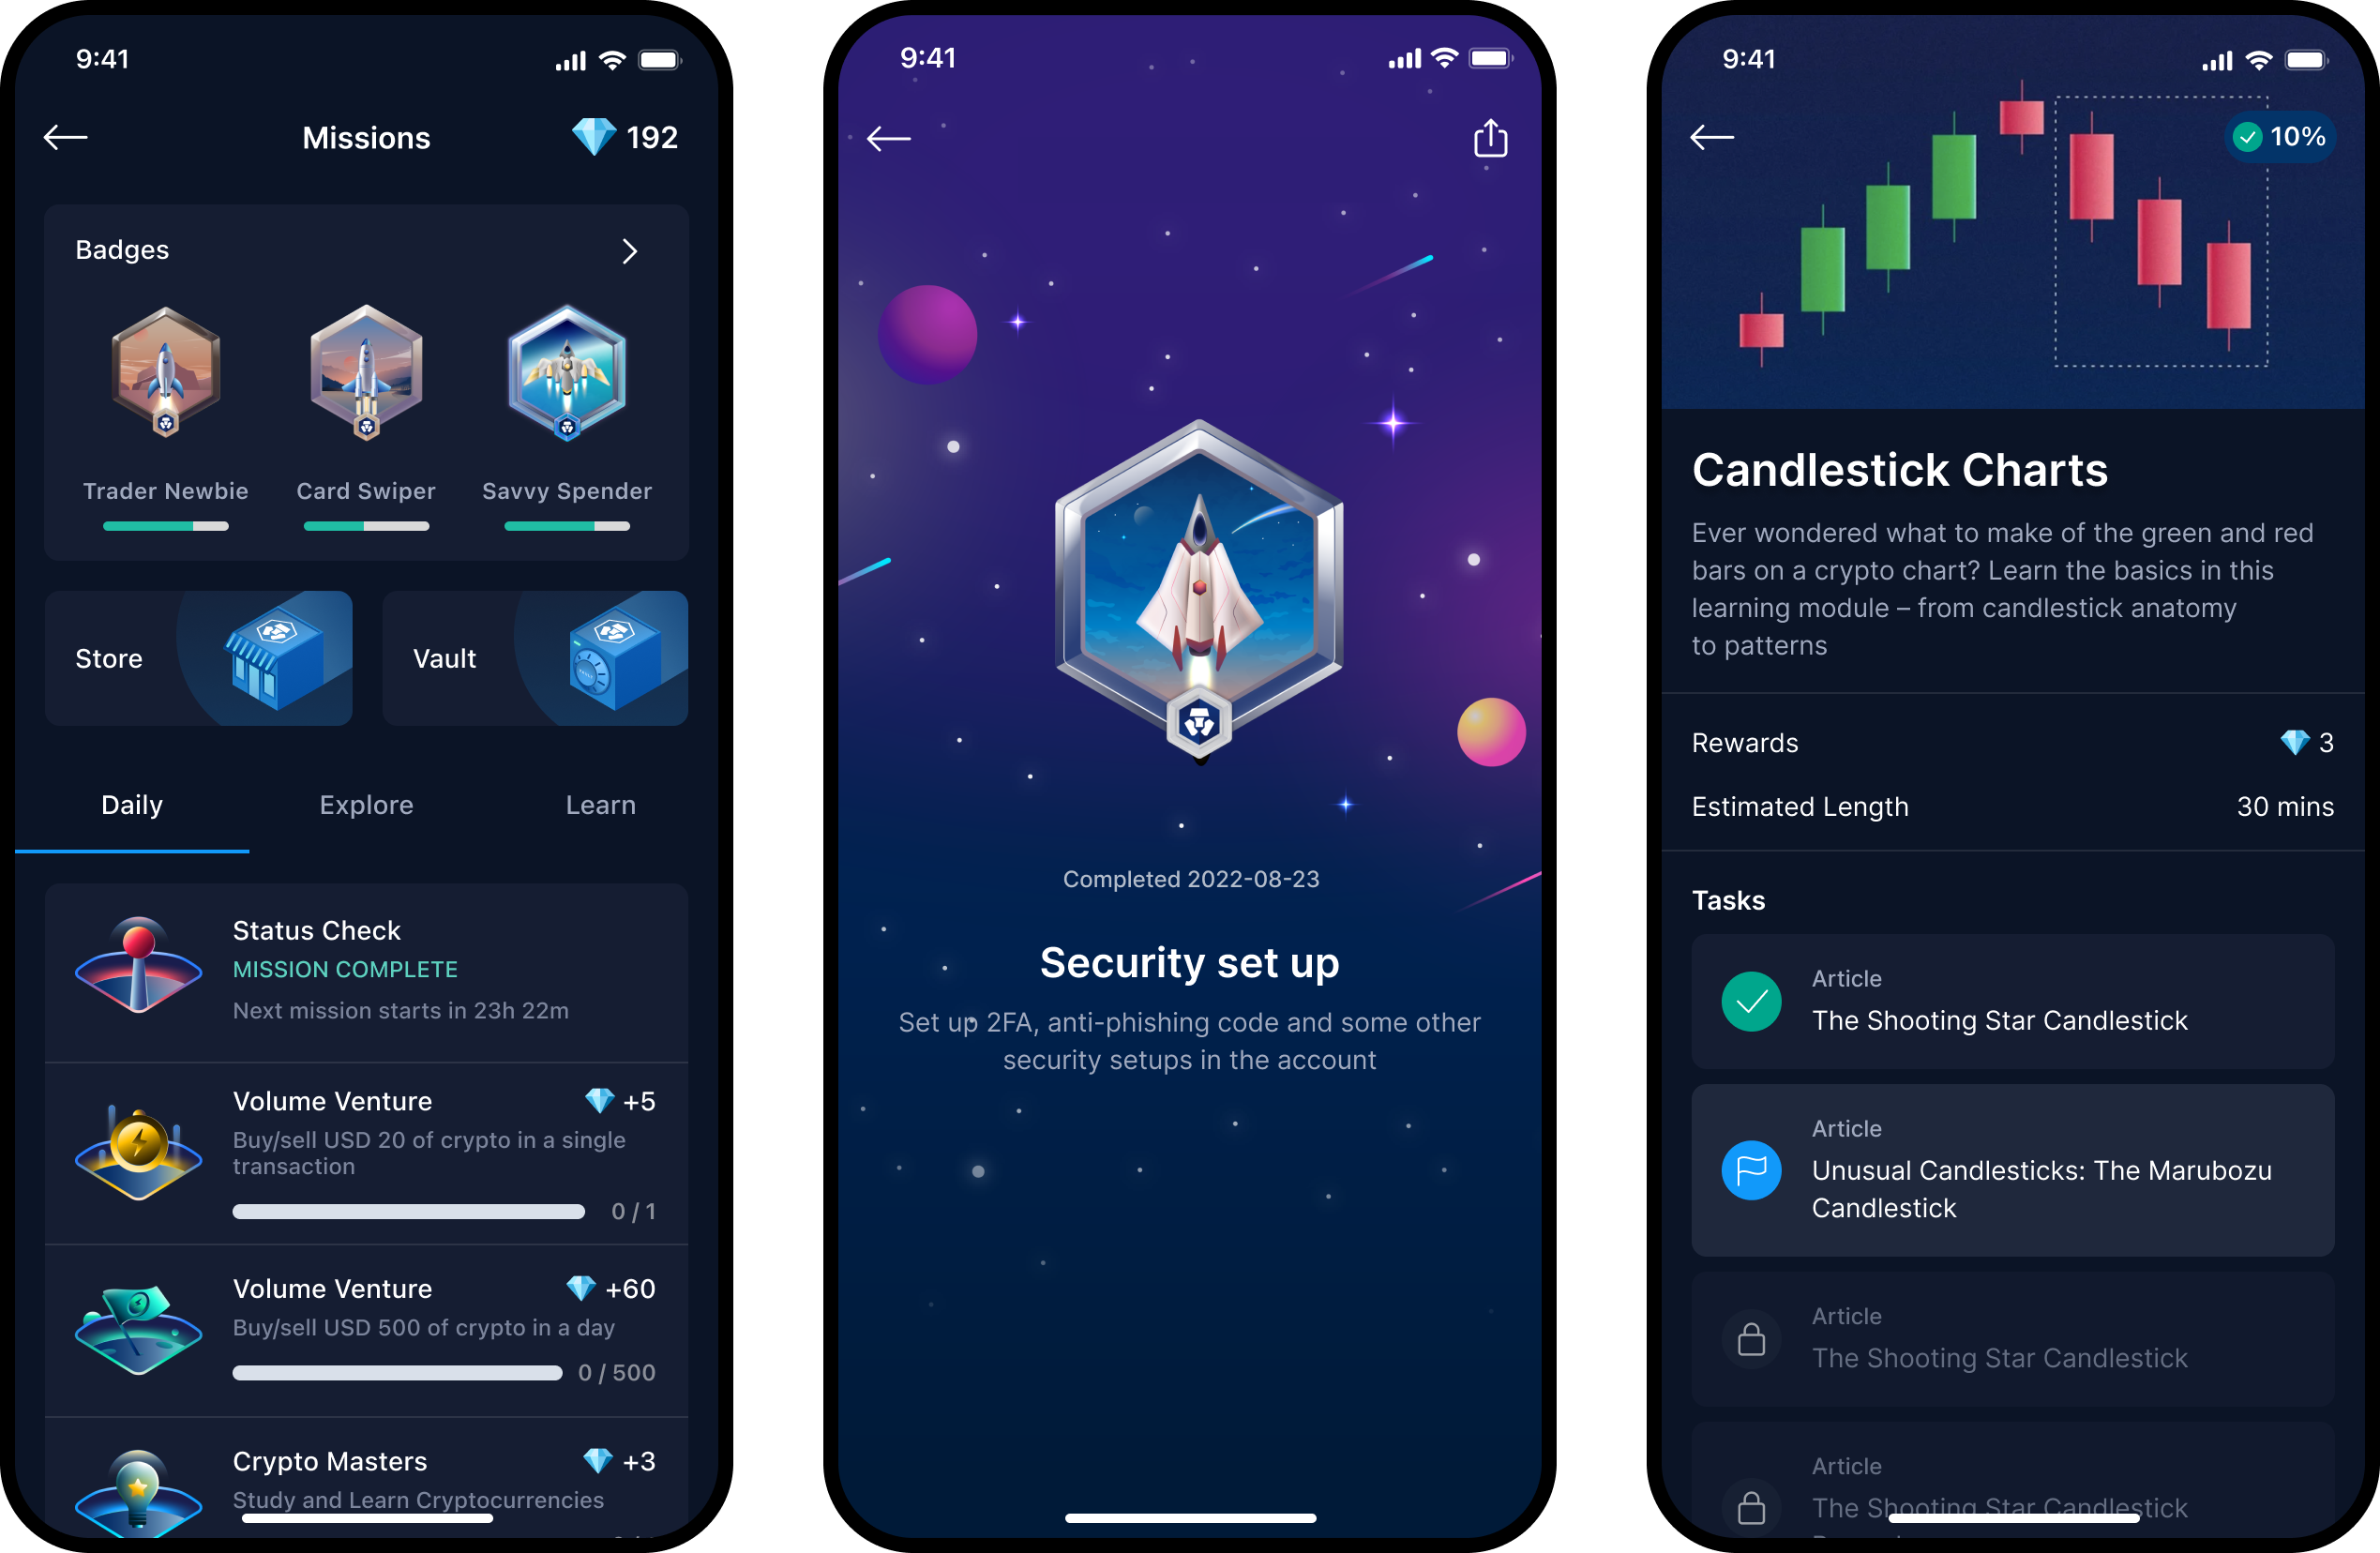 9:41
Missions
192
Badges
Trader Newbie
Card Swiper
Savvy Spender
Store
Vault
Daily
Explore
Learn
Status Check
MISSION COMPLETE
Next mission starts in 23h 22m
Volume Venture
+5
Buy/sell USD 20 of crypto in a single
transaction
0 / 1
Volume Venture
+60
Buy/sell USD 500 of crypto in a day
0 / 500
Crypto Masters
+3
Study and Learn Cryptocurrencies
9:41
Completed 2022-08-23
Security set up
Set up 2FA, anti-phishing code and some other
security setups in the account
9:41
10%
Candlestick Charts
Ever wondered what to make of the green and red
bars on a crypto chart? Learn the basics in this
learning module – from candlestick anatomy
to patterns
Rewards
3
Estimated Length
30 mins
Tasks
Article
The Shooting Star Candlestick
Article
Unusual Candlesticks: The Marubozu
Candlestick
Article
The Shooting Star Candlestick
Article
The Shooting Star Candlestick